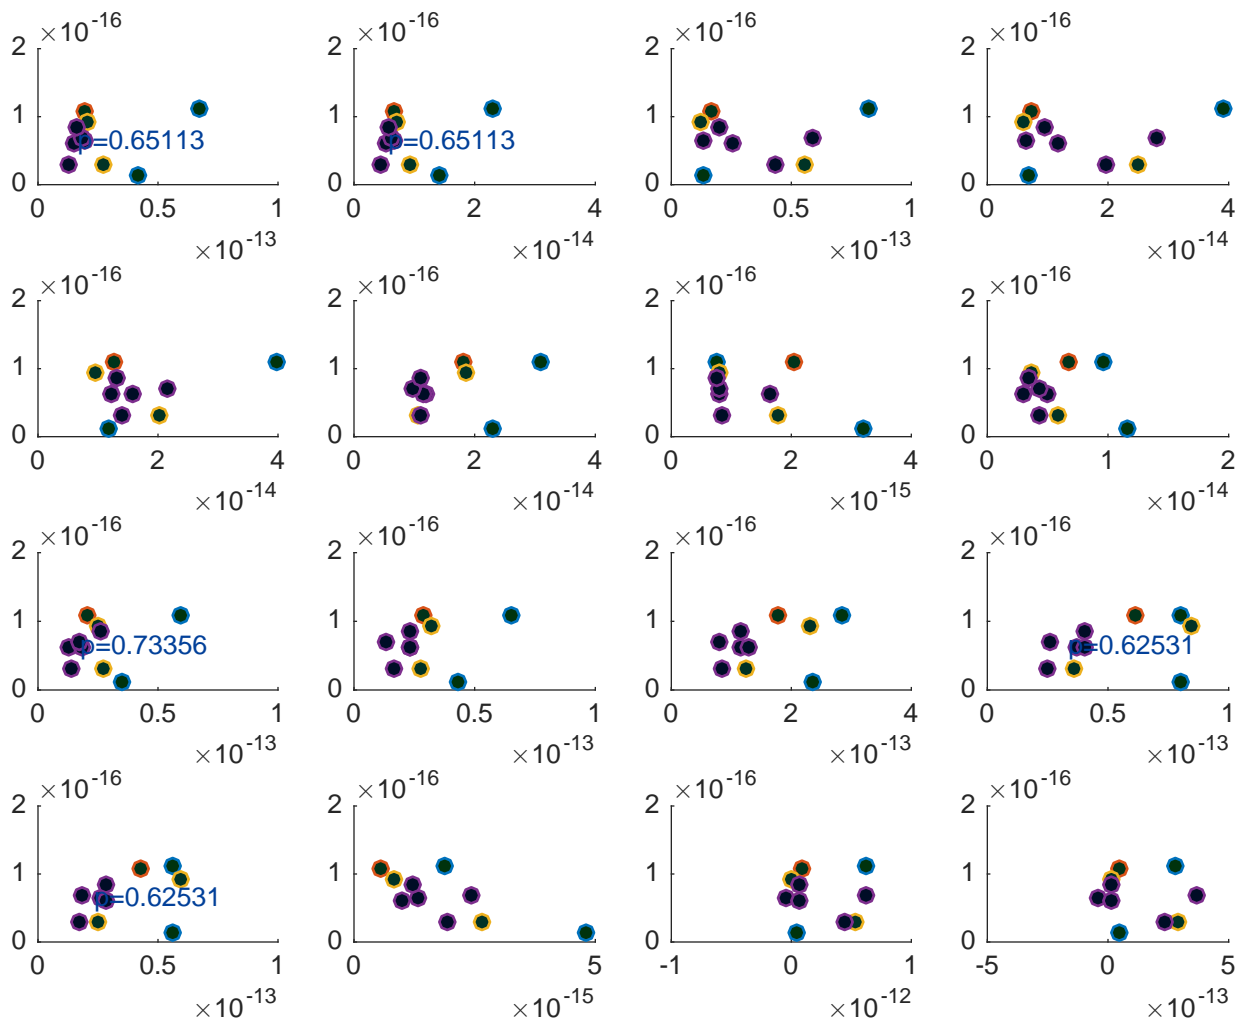 2 ×10-16 2 ×10-16 2 ×10-16 2 ×10-16
1 1 1 1
p=0.65113 p=0.65113
0 0 0 0
0 0.5 1 0 2 4 0 0.5 1 0 2 4
×10-13 ×10-14 ×10-13 ×10-14
2 ×10-16 2 ×10-16 2 ×10-16 2 ×10-16
1 1 1 1
0 0 0 0
0 2 4 0 2 4 0 2 4 0 1 2
×10-14 ×10-14 ×10-15 ×10-14
2 ×10-16 2 ×10-16 2 ×10-16 2 ×10-16
1 1 1 1
p=0.73356 p=0.62531
0 0 0 0
0 0.5 1 0 0.5 1 0 2 4 0 0.5 1
×10-13 ×10-13 ×10-13 ×10-13
2 ×10-16 2 ×10-16 2 ×10-16 2 ×10-16
1 1 1 1
p=0.62531
0 0 0 0
0 0.5 1 0 5 -1 0 1 -5 0 5
×10-13 ×10-15 ×10-12 ×10-13